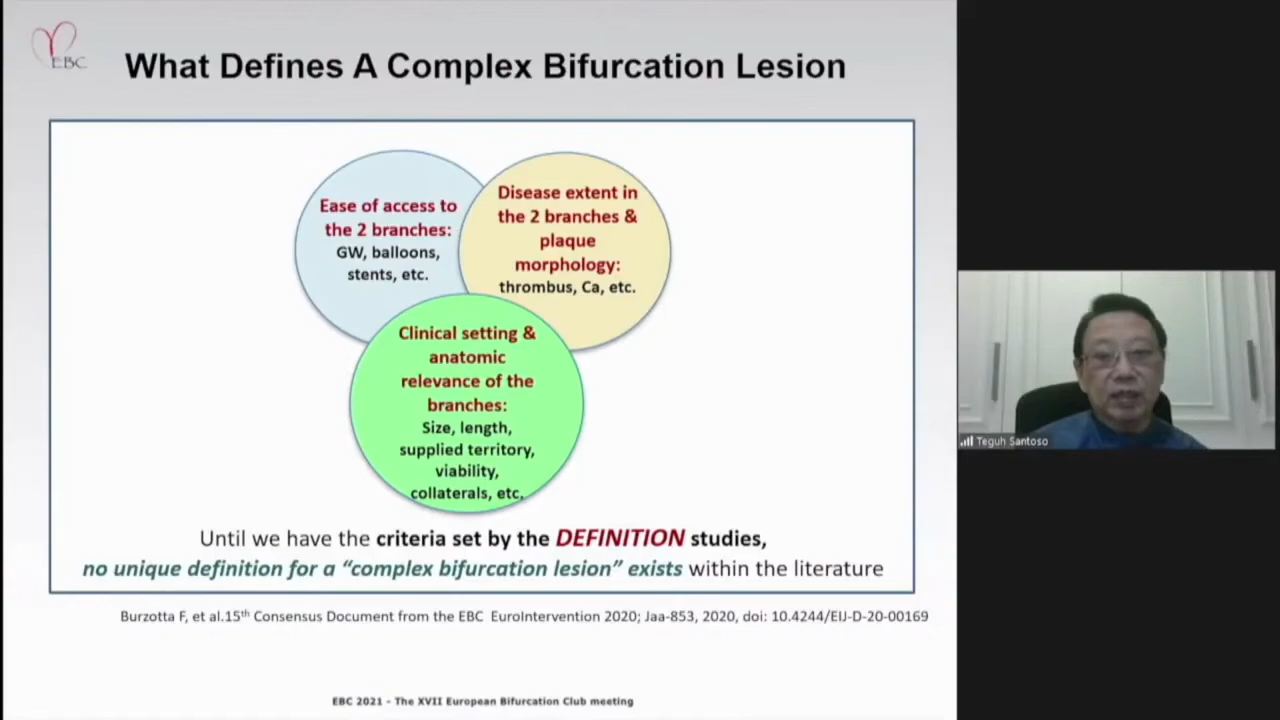 EBC
What Defines A Complex Bifurcation Lesion
Ease of access to
the 2 branches:
GW, balloons,
stents, etc.
Disease extent in
the 2 branches &
plaque
morphology:
thrombus, Ca, etc.
Clinical setting &
anatomic
relevance of the
branches:
Size, length,
supplied territory,
viability,
collaterals, etc.
Until we have the criteria set by the DEFINITION studies,
no unique definition for a “complex bifurcation lesion” exists within the literature
Burzotta F, et al.15th Consensus Document from the EBC EuroIntervention 2020; Jaa-853, 2020, doi: 10.4244/EIJ-D-20-00169
EBC 2021 - The XVII European Bifurcation Club meeting
Teguh Santoso